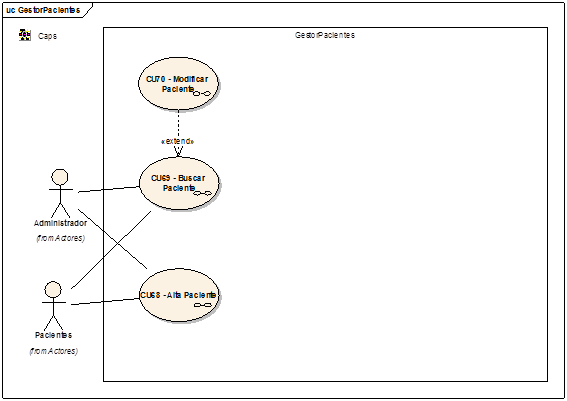 uc GestorPacientes
Caps
GestorPacientes
CU70 - Modificar
Paciente
«extend»
CU69 - Buscar
Paciente
Administrador
(from Actores)
CU68 - Alta Paciente
Pacientes
(from Actores)